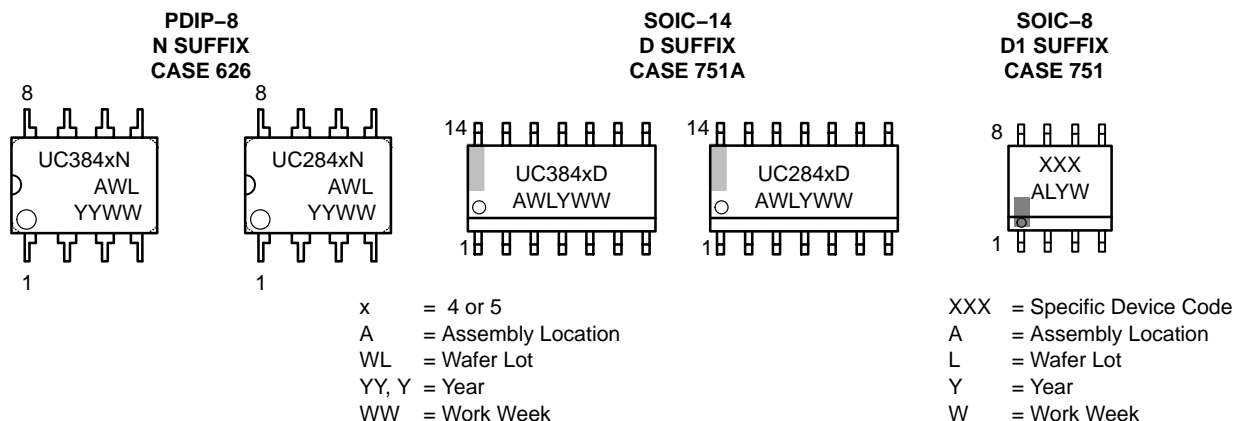 PDIP–8
N SUFFIX
CASE 626
8
UC384xN
AWL
YYWW
1
8
UC284xN
AWL
YYWW
1
SOIC–14
D SUFFIX
CASE 751A
14
UC384xD
AWLYWW
1
14
UC284xD
AWLYWW
1
SOIC–8
D1 SUFFIX
CASE 751
8
XXX
ALYW
1
x = 4 or 5
A = Assembly Location
WL = Wafer Lot
YY, Y = Year
WW = Work Week
XXX = Specific Device Code
A = Assembly Location
L = Wafer Lot
Y = Year
W = Work Week